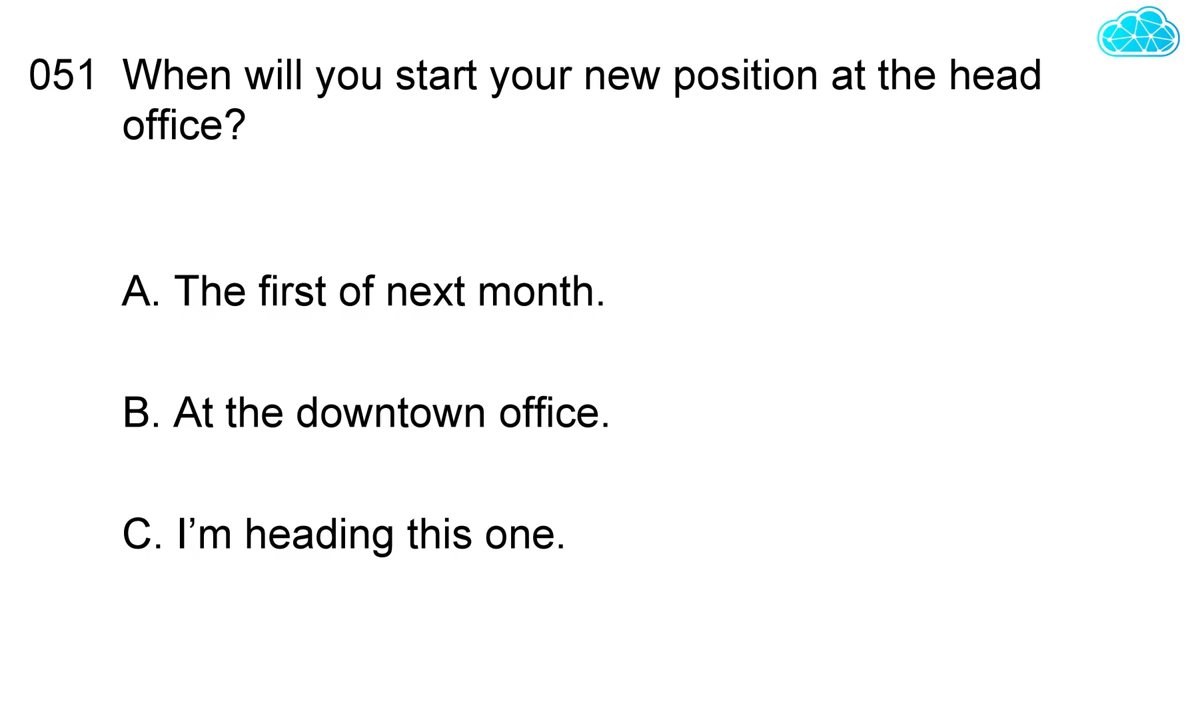 051 When will you start your new position at the head
office?
A. The first of next month.
B. At the downtown office.
C. I’m heading this one.